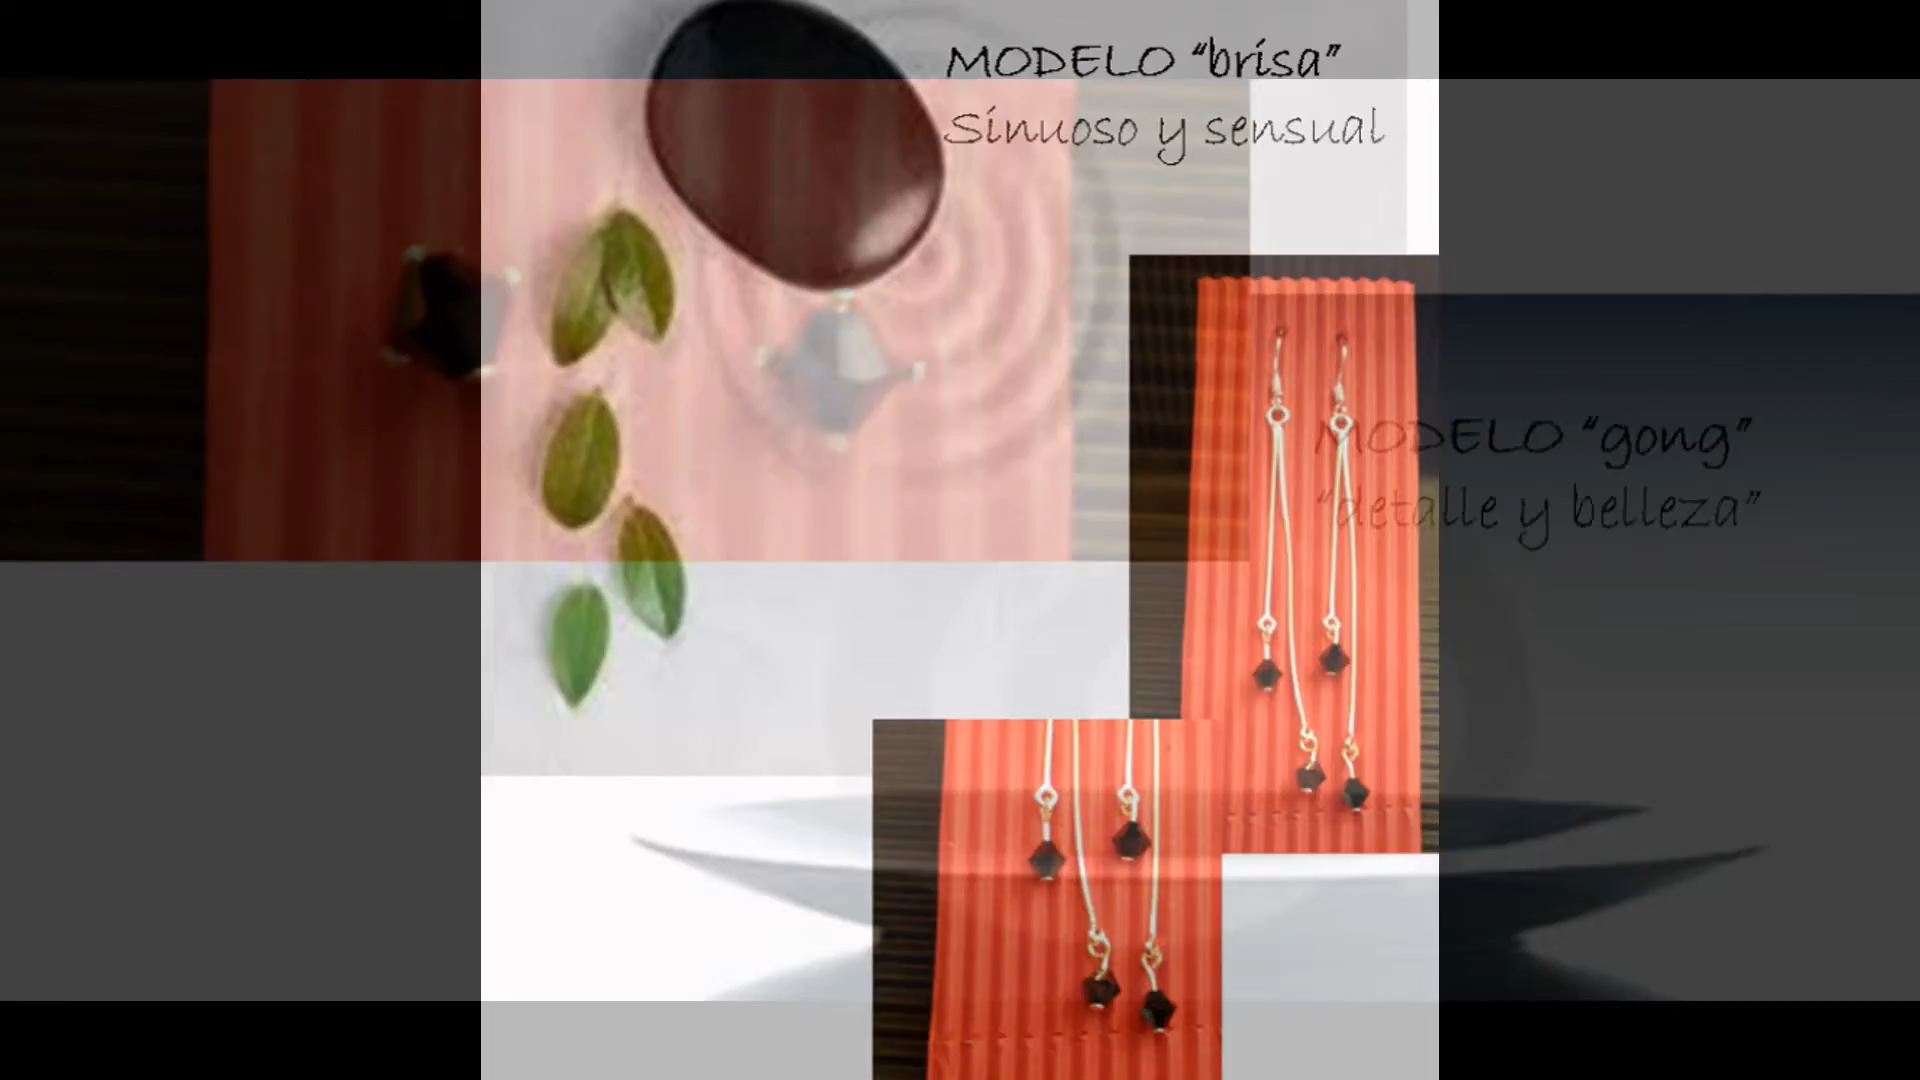 MODELO “brisa”
Sinuoso y sensual
MODELO “gong”
“detalle y belleza”